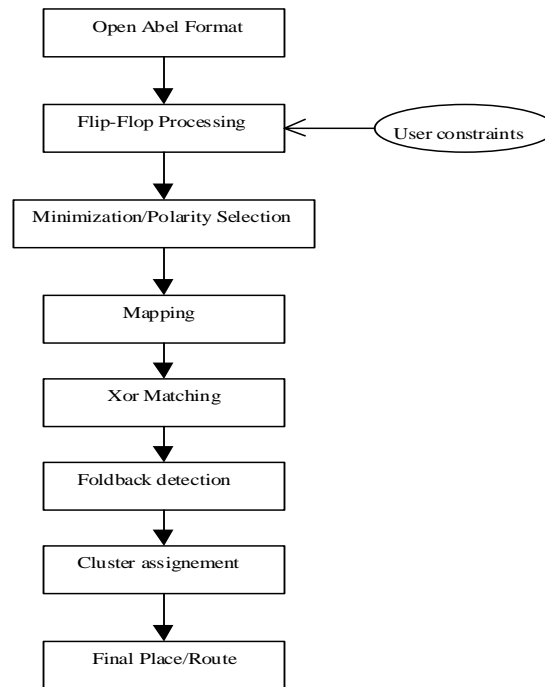 Open Abel Format
Flip-Flop Processing
User constraints
Minimization/Polarity Selection
Mapping
Xor Matching
Foldback detection
Cluster assignement
Final Place/Route